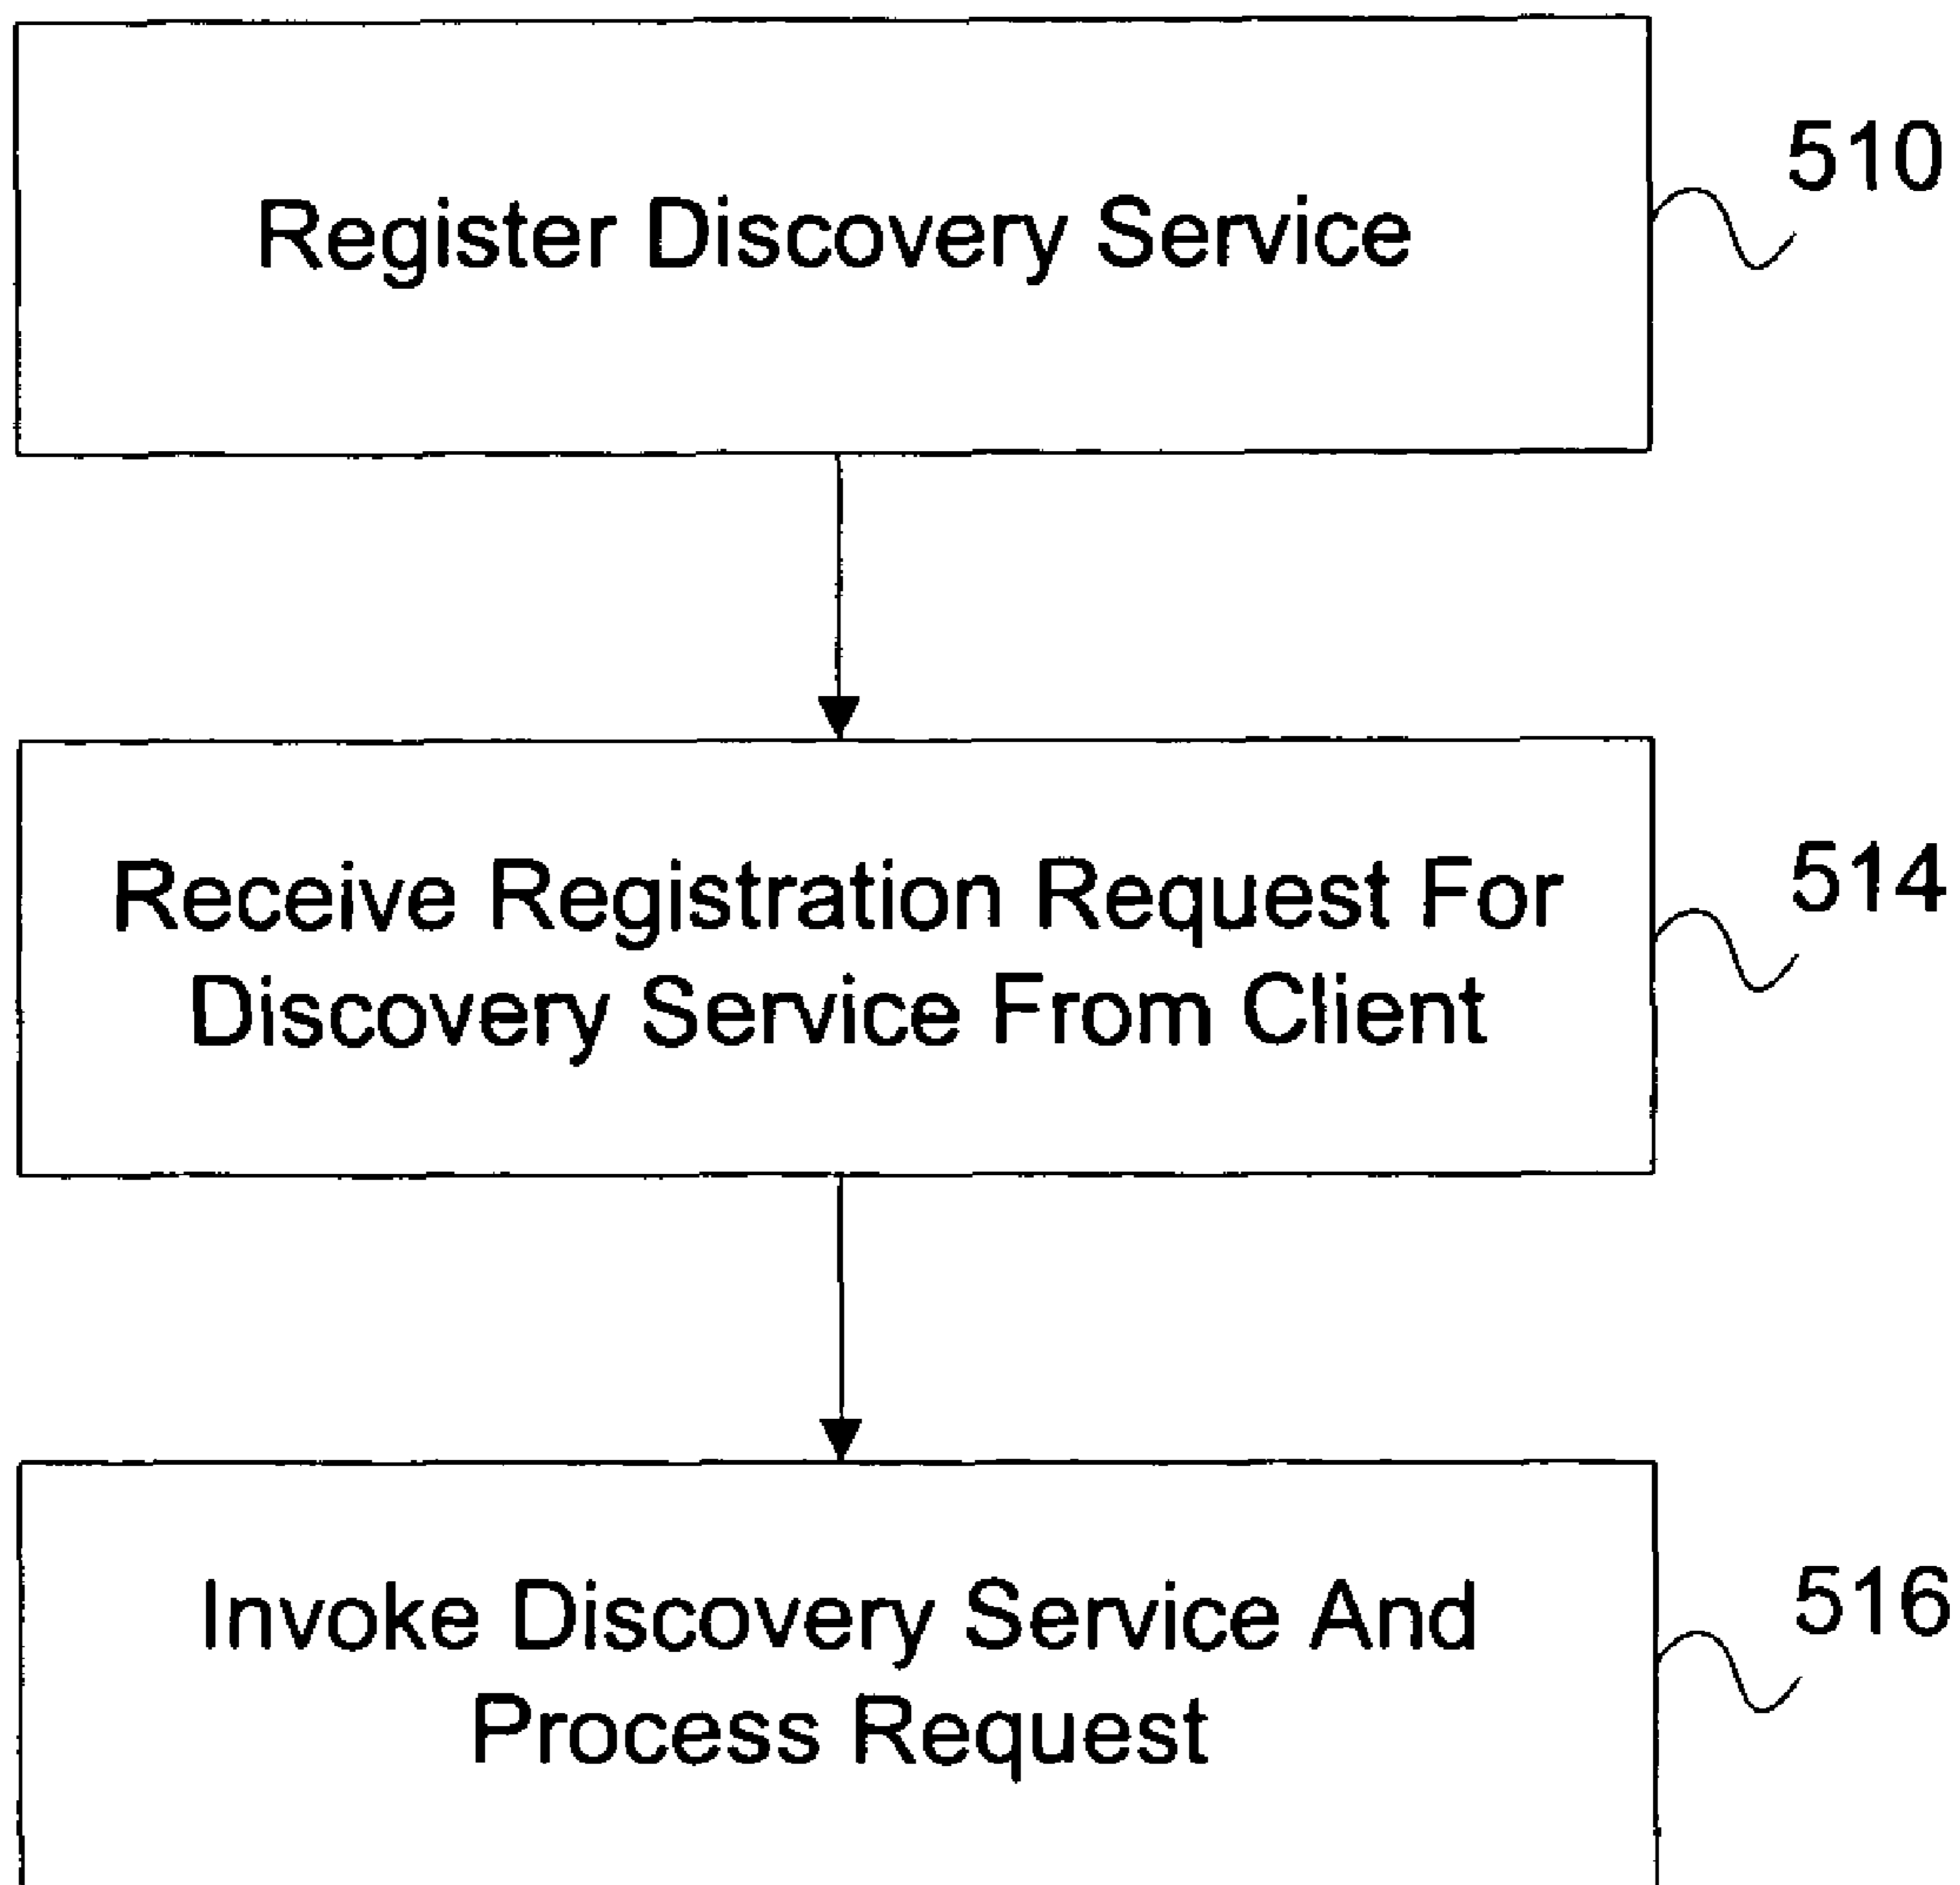 Register Discovery Service
510
Receive Registration Request For
Discovery Service From Client
514
Invoke Discovery Service And
Process Request
516